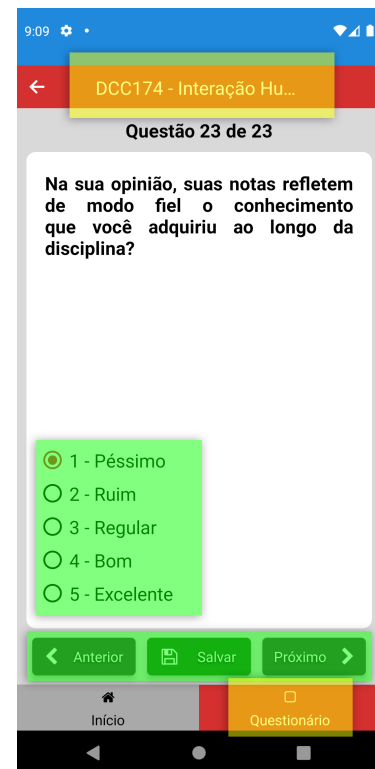 9:09
DCC174 - Interação Hu...
Questão 23 de 23
Na sua opinião, suas notas refletem
de modo fiel o conhecimento
que você adquiriu ao longo da
disciplina?
1 - Péssimo
2 - Ruim
3 - Regular
4 - Bom
5 - Excelente
Anterior Salvar Próximo
Início Questionário